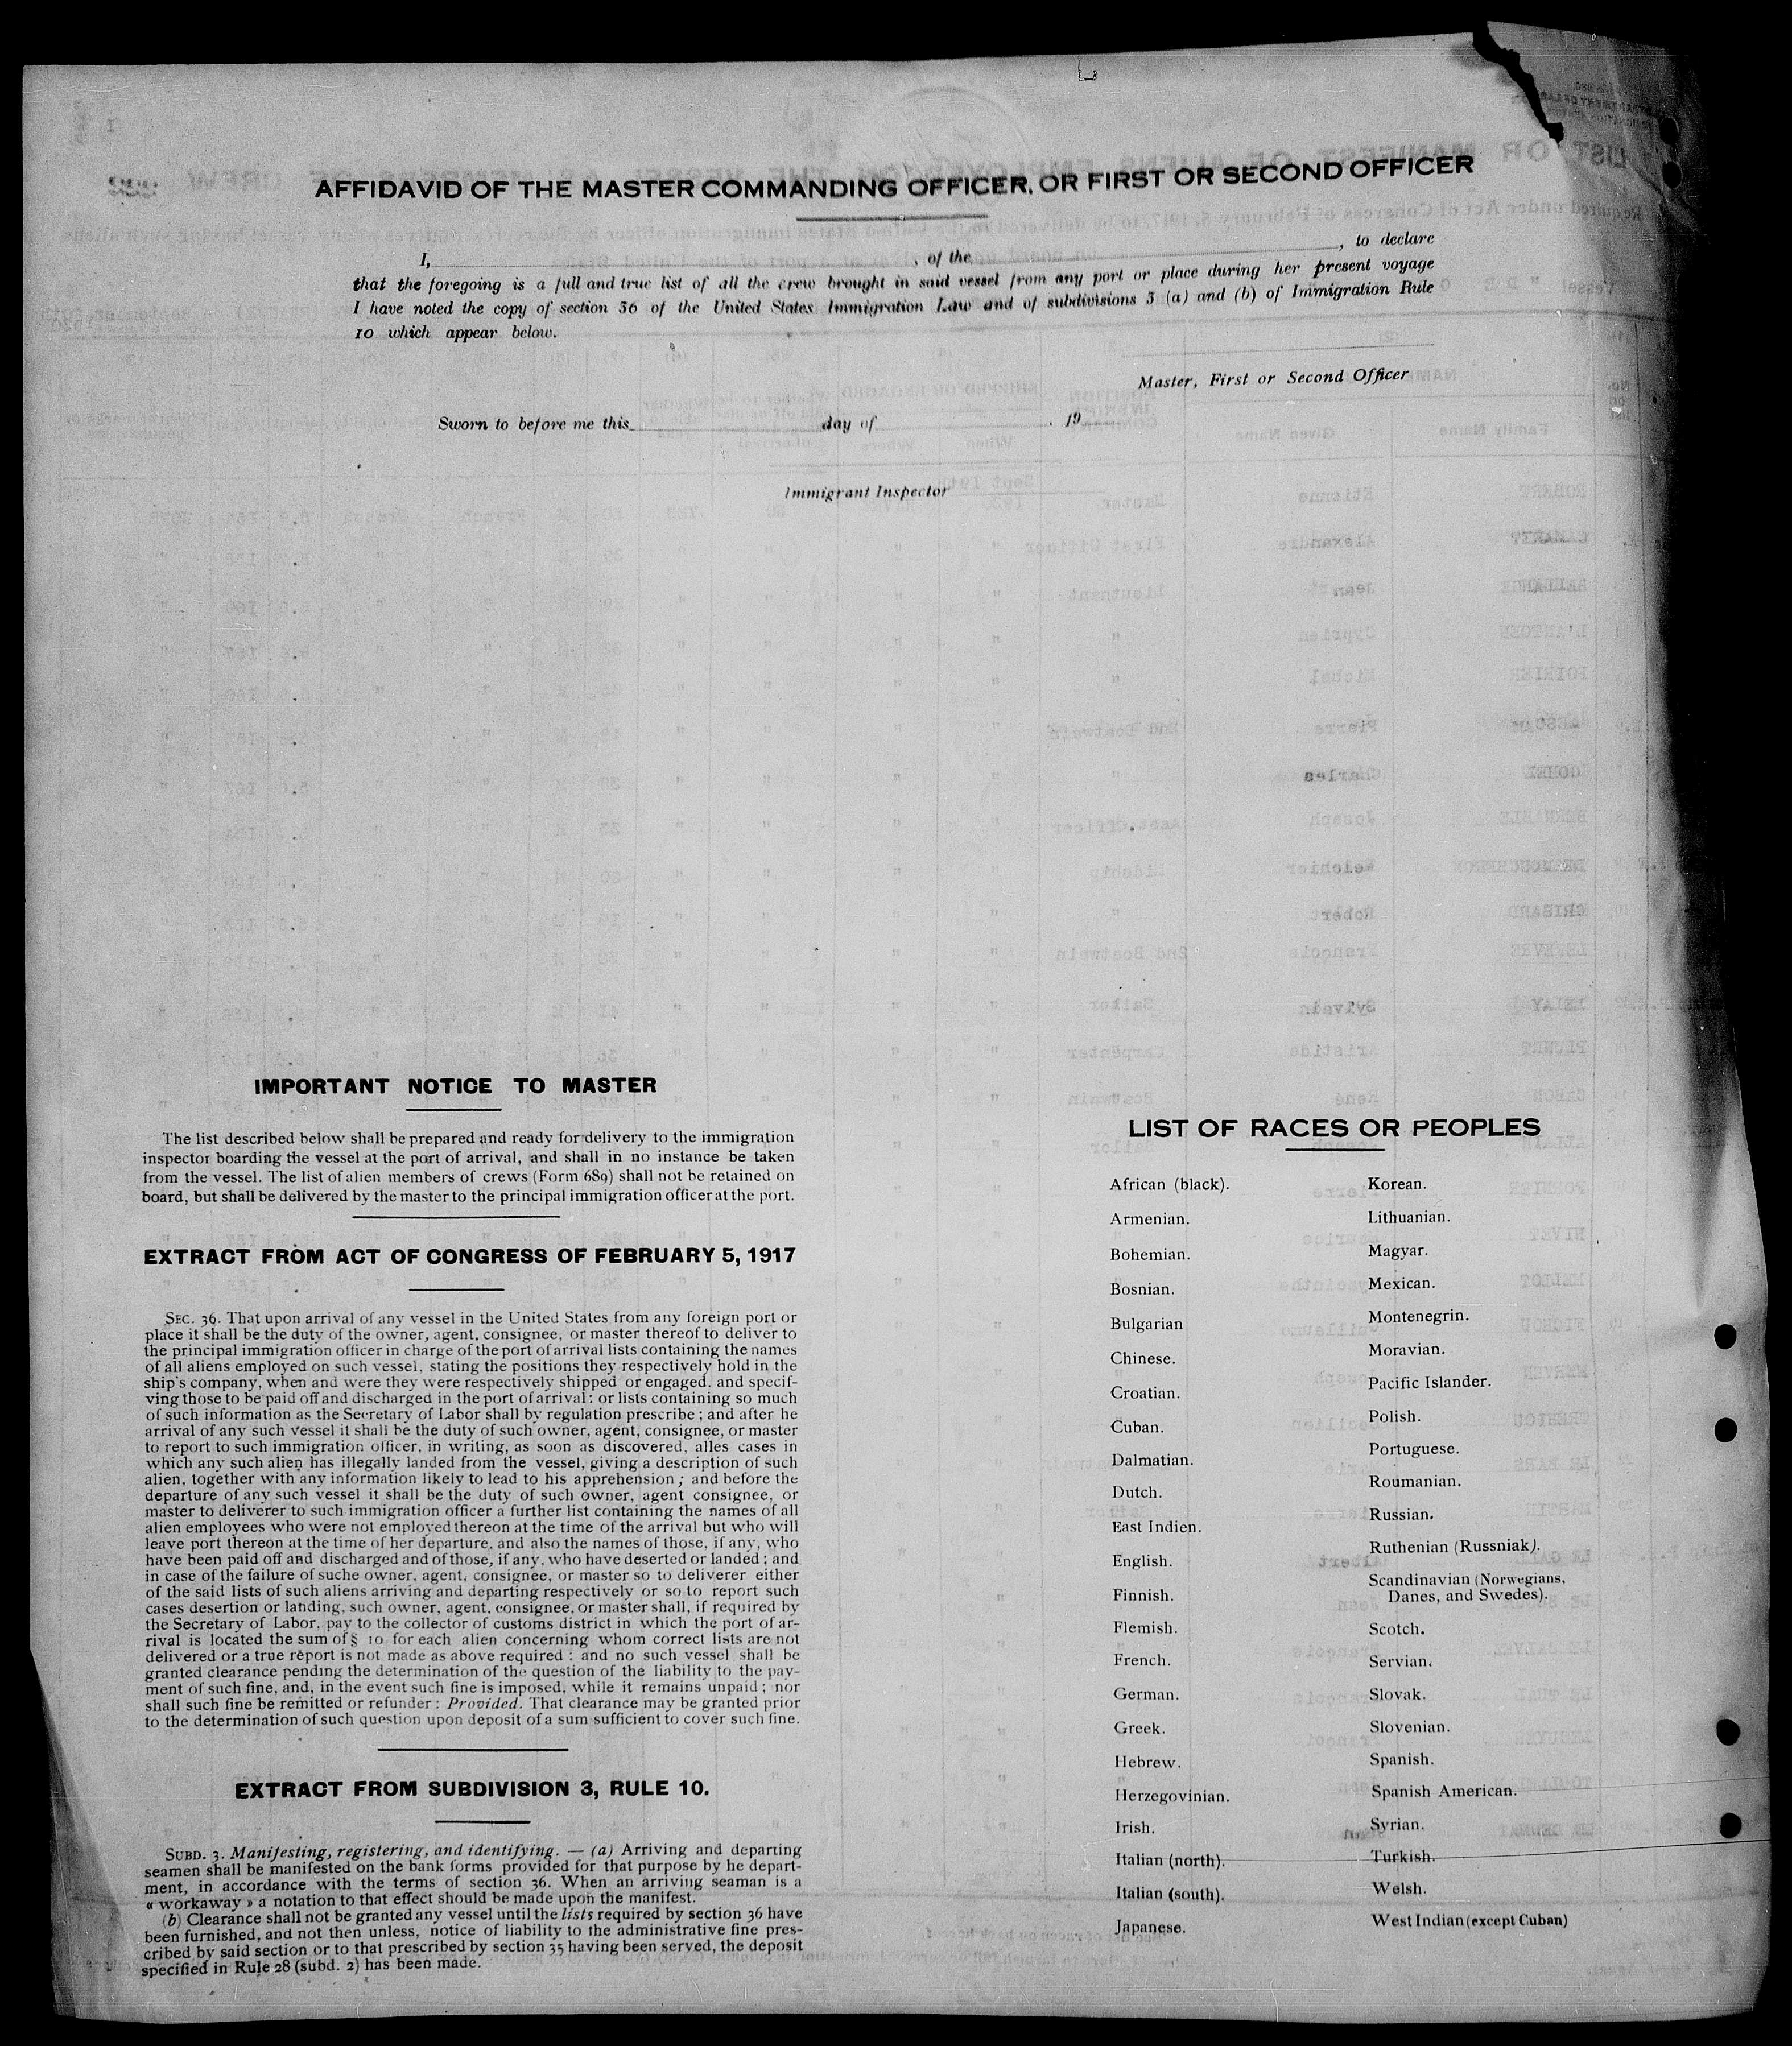 AFFIDAVID OF THE MASTER COMMANDING OFFICER, OR FIRST OR SECOND OFFICER
I, , of the , to declare
that the foregoing is a full and true list of all the crew brought in said vessel from any port or place during her present voyage
I have noted the copy of section 36 of the United States Immigration Law and of subdivisions 3 (a) and (b) of Immigration Rule
10 which appear below.
Master, First or Second Officer
Sworn to before me this day of , 19
Immigrant Inspector
IMPORTANT NOTICE TO MASTER
The list described below shall be prepared and ready for delivery to the immigration
inspector boarding the vessel at the port of arrival, and shall in no instance be taken
from the vessel. The list of alien members of crews (Form 689) shall not be retained on
board, but shall be delivered by the master to the principal immigration officer at the port.
EXTRACT FROM ACT OF CONGRESS OF FEBRUARY 5, 1917
SEC. 36. That upon arrival of any vessel in the United States from any foreign port or
place it shall be the duty of the owner, agent, consignee, or master thereof to deliver to
the principal immigration officer in charge of the port of arrival lists containing the names
of all aliens employed on such vessel, stating the positions they respectively hold in the
ship's company, when and were they were respectively shipped or engaged, and specif-
ving those to be paid off and discharged in the port of arrival: or lists containing so much
of such information as the Secretary of Labor shall by regulation prescribe; and after he
arrival of any such vessel it shall be the duty of such owner, agent, consignee, or master
to report to such immigration officer, in writing, as soon as discovered, alles cases in
which any such alien has illegally landed from the vessel, giving a description of such
alien, together with any information likely to lead to his apprehension; and before the
departure of any such vessel it shall be the duty of such owner, agent consignee, or
master to deliverer to such immigration officer a further list containing the names of all
alien employees who were not employed thereon at the time of the arrival but who will
leave port thereon at the time of her departure, and also the names of those, if any, who
have been paid off and discharged and of those, if any, who have deserted or landed; and
in case of the failure of suche owner, agent, consignee, or master so to deliverer either
of the said lists of such aliens arriving and departing respectively or so to report such
cases desertion or landing, such owner, agent, consignee, or master shall, if required by
the Secretary of Labor, pay to the collector of customs district in which the port of ar-
rival is located the sum of § 10 for each alien concerning whom correct lists are not
delivered or a true report is not made as above required: and no such vessel shall be
granted clearance pending the determination of the question of the liability to the pay-
ment of such fine, and, in the event such fine is imposed, while it remains unpaid; nor
shall such fine be remitted or refunder: Provided. That clearance may be granted prior
to the determination of such question upon deposit of a sum sufficient to cover such fine.
EXTRACT FROM SUBDIVISION 3, RULE 10.
SUBD. 3. Manifesting, registering, and identifying. — (a) Arriving and departing
seamen shall be manifested on the bank forms provided for that purpose by he depart-
ment, in accordance with the terms of section 36. When an arriving seaman is a
« workaway » a notation to that effect should be made upon the manifest.
(b) Clearance shall not be granted any vessel until the lists required by section 36 have
been furnished, and not then unless, notice of liability to the administrative fine pres-
cribed by said section or to that prescribed by section 35 having been served, the deposit
specified in Rule 28 (subd. 2) has been made.
LIST OF RACES OR PEOPLES
African (black).
Armenian.
Bohemian.
Bosnian.
Bulgarian
Chinese.
Croatian.
Cuban.
Dalmatian.
Dutch.
East Indien.
English.
Finnish.
Flemish.
French.
German.
Greek.
Hebrew.
Herzegovinian.
Irish.
Italian (north).
Italian (south).
Japanese.
Korean.
Lithuanian.
Magyar.
Mexican.
Montenegrin.
Moravian.
Pacific Islander.
Polish.
Portuguese.
Roumanian.
Russian.
Ruthenian (Russniak).
Scandinavian (Norwegians,
Danes, and Swedes).
Scotch.
Servian.
Slovak.
Slovenian.
Spanish.
Spanish American.
Syrian.
Turkish.
Welsh.
West Indian (except Cuban)